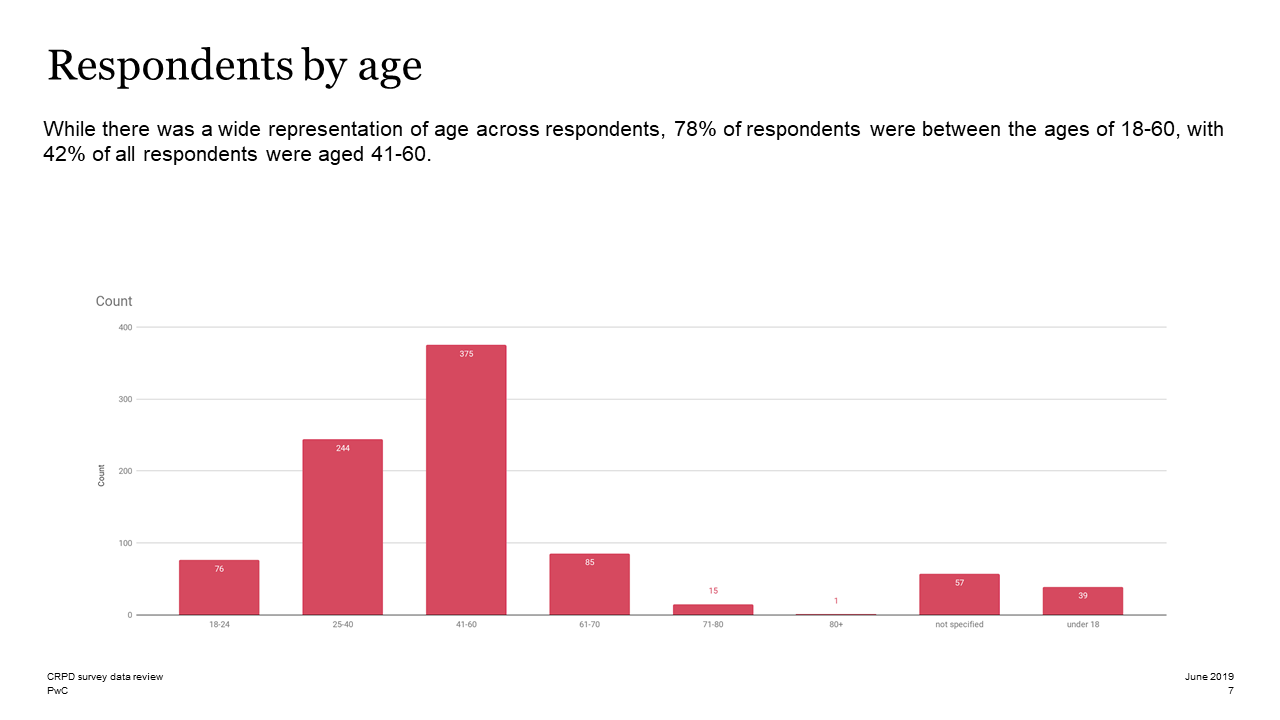 Respondents by age
While there was a wide representation of age across respondents, 78% of respondents were between the ages of 18-60, with
42% of all respondents were aged 41-60.
Count
400
300
200
100
0
Count
76
244
375
85
15
1
57
39
18-24
25-40
41-60
61-70
71-80
80+
not specified
under 18
CRPD survey data review
PwC
June 2019
7